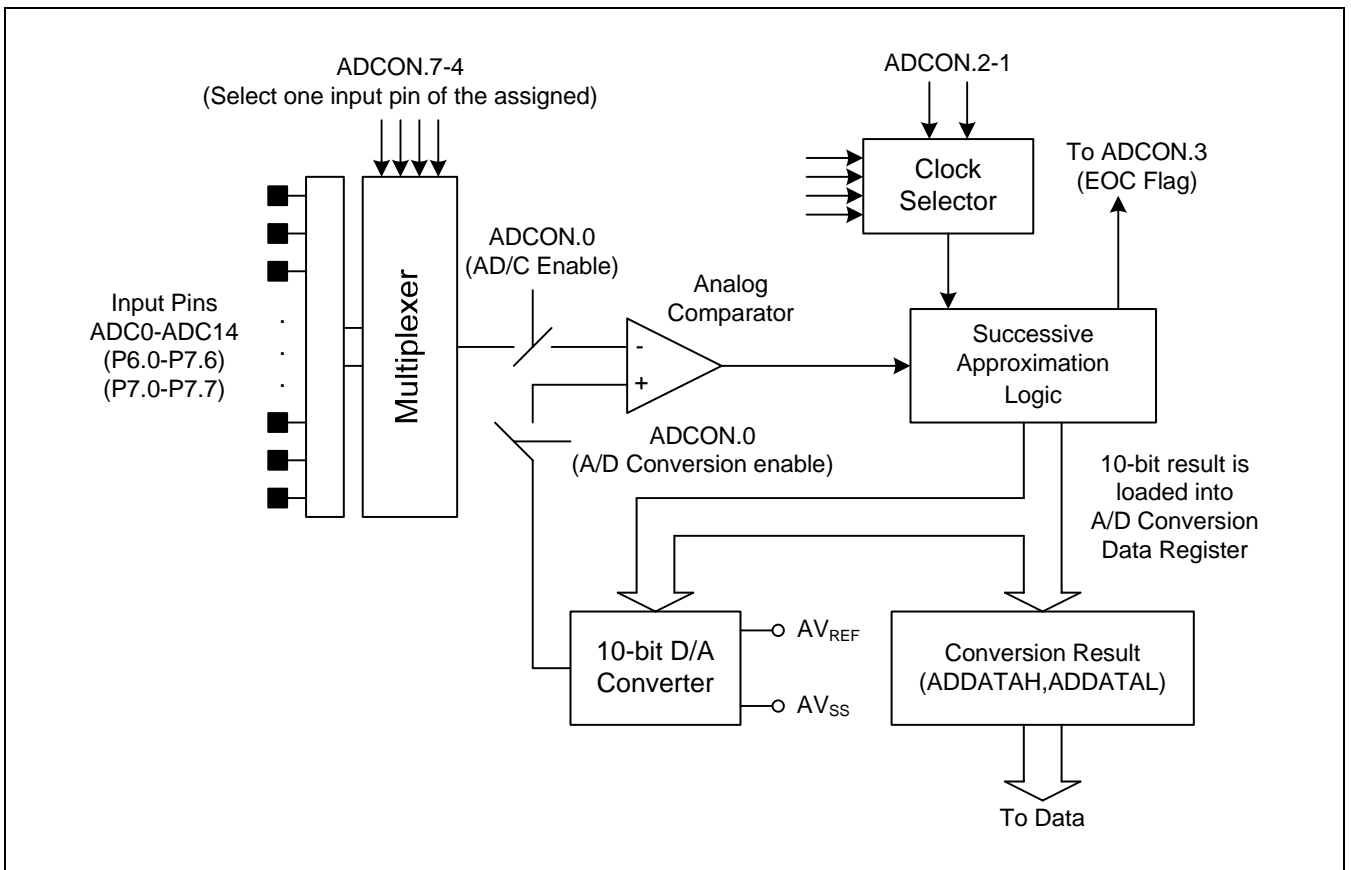 ADCON.7-4
(Select one input pin of the assigned)
ADCON.2-1
Clock
Selector
To ADCON.3
(EOC Flag)
Input Pins
ADC0-ADC14
(P6.0-P7.6)
(P7.0-P7.7)
Multiplexer
ADCON.0
(AD/C Enable)
Analog
Comparator
-
+
Successive
Approximation
Logic
ADCON.0
(A/D Conversion enable)
10-bit result is
loaded into
A/D Conversion
Data Register
10-bit D/A
Converter
AVREF
AVSS
Conversion Result
(ADDATAH,ADDATAL)
To Data